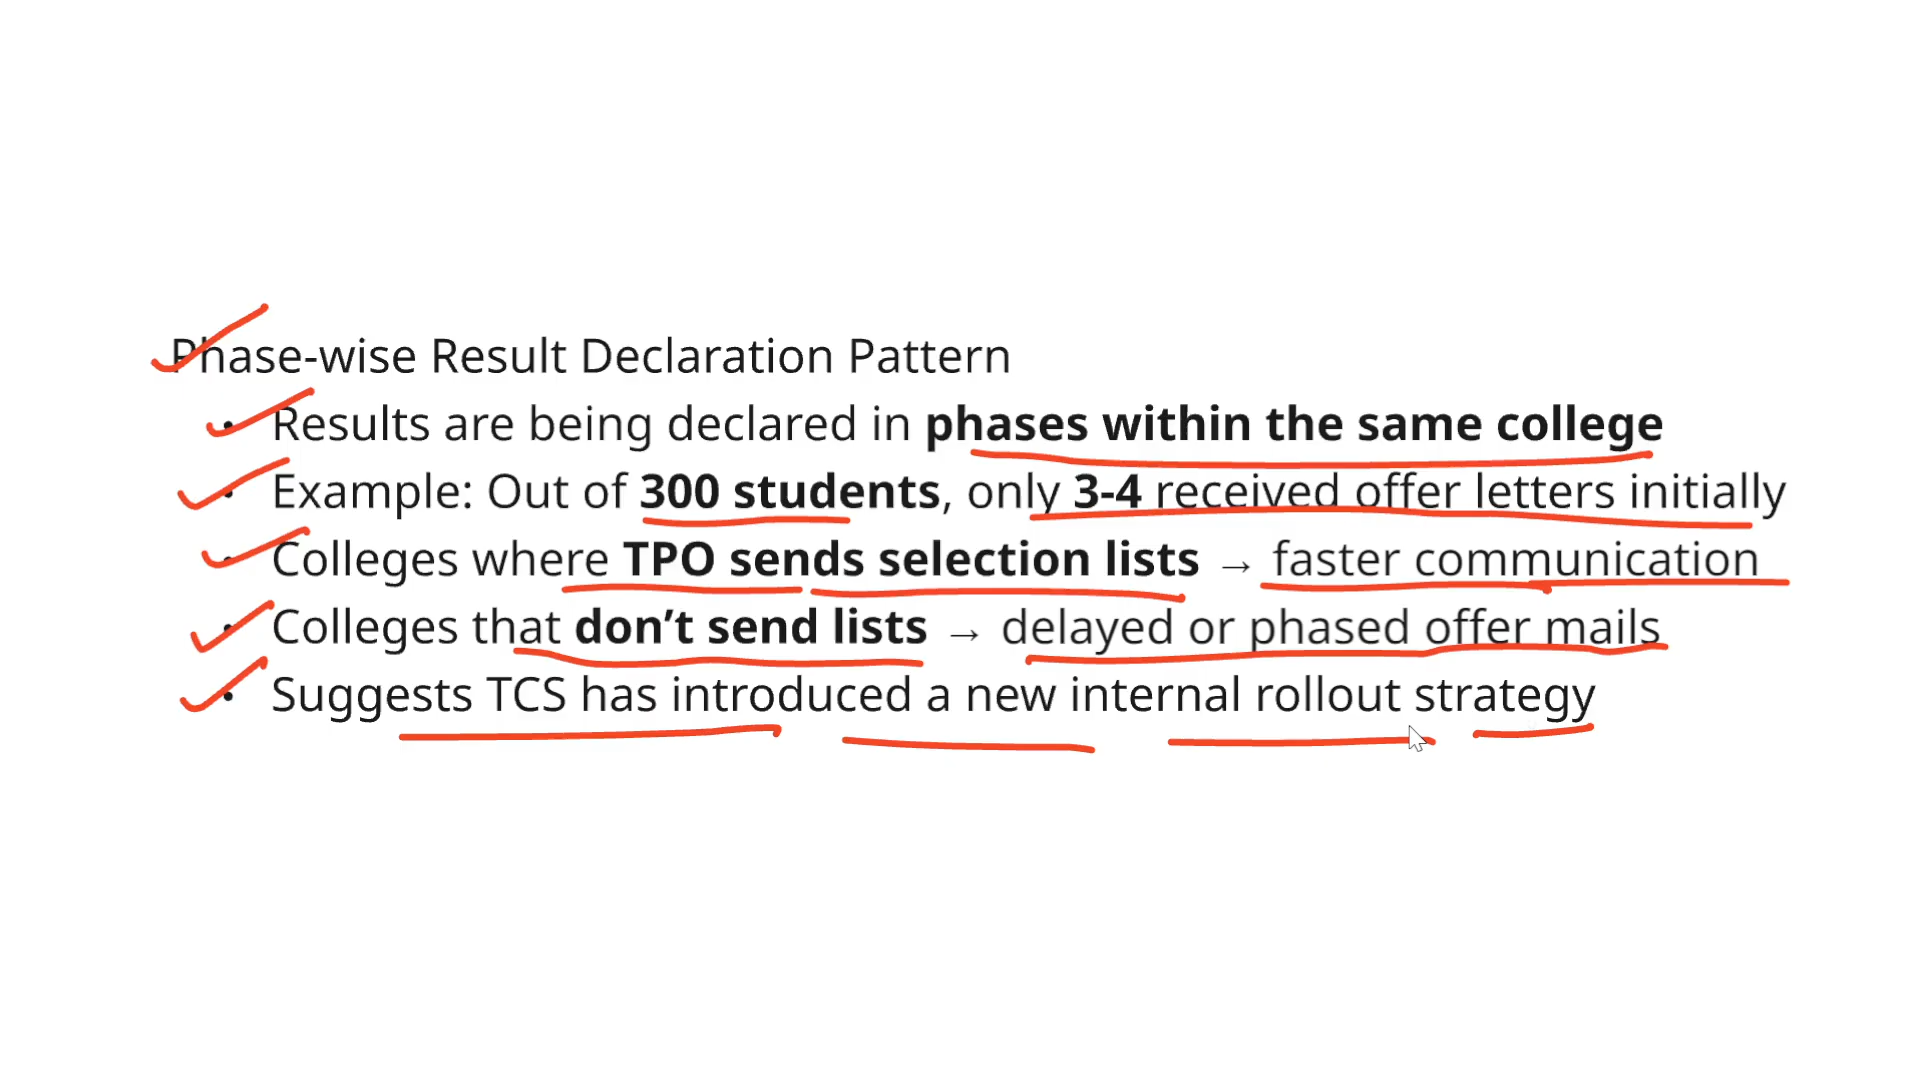 Phase-wise Result Declaration Pattern
• Results are being declared in phases within the same college
• Example: Out of 300 students, only 3-4 received offer letters initially
• Colleges where TPO sends selection lists → faster communication
• Colleges that don’t send lists → delayed or phased offer mails
• Suggests TCS has introduced a new internal rollout strategy